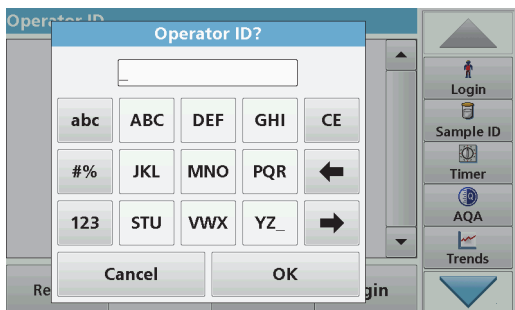 Operator ID
Operator ID?
_
abc ABC DEF GHI CE
#% JKL MNO PQR
123 STU VWX YZ_
Cancel OK
Login
Sample ID
Timer
AQA
Trends